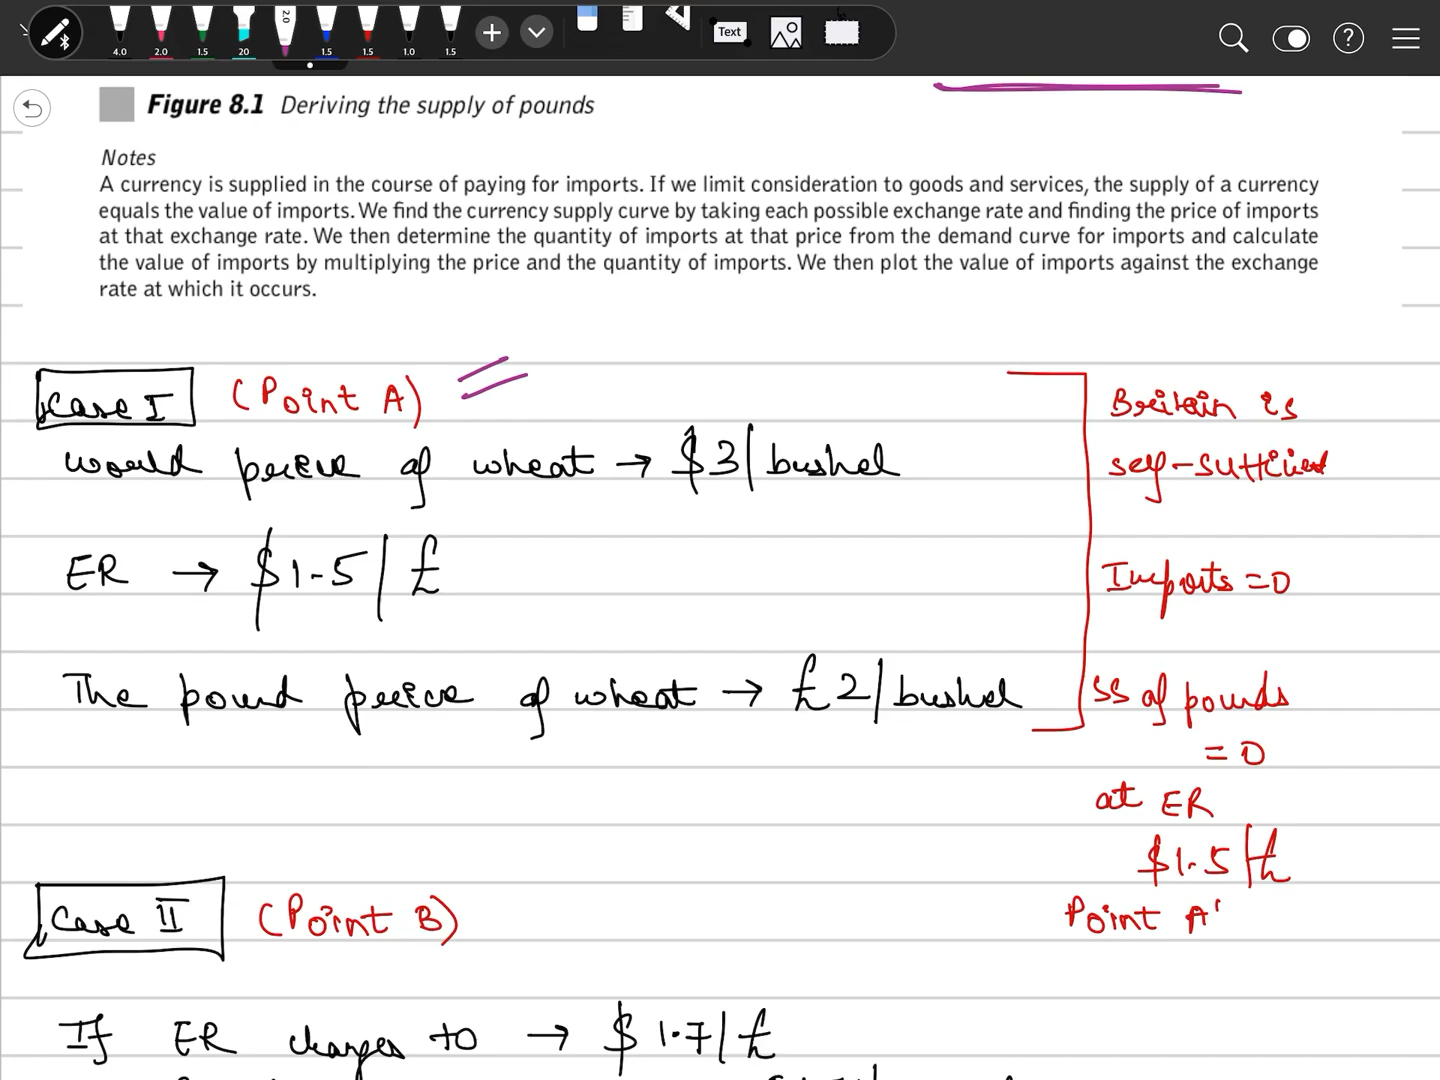 4.0 2.0 1.5 20 2.0 1.5 1.5 1.0 1.5 Text
Figure 8.1 Deriving the supply of pounds
Notes
A currency is supplied in the course of paying for imports. If we limit consideration to goods and services, the supply of a currency
equals the value of imports. We find the currency supply curve by taking each possible exchange rate and finding the price of imports
at that exchange rate. We then determine the quantity of imports at that price from the demand curve for imports and calculate
the value of imports by multiplying the price and the quantity of imports. We then plot the value of imports against the exchange
rate at which it occurs.
Case I (Point A)
world price of wheat → $3/bushel
ER → $1.5/£
The pound price of wheat → £2/bushel
Britain is
self-sufficient
Imports = 0
SS of pounds
= 0
at ER
$1.5/£
Point A'
Case II (Point B)
If ER changes to → $1.7/£